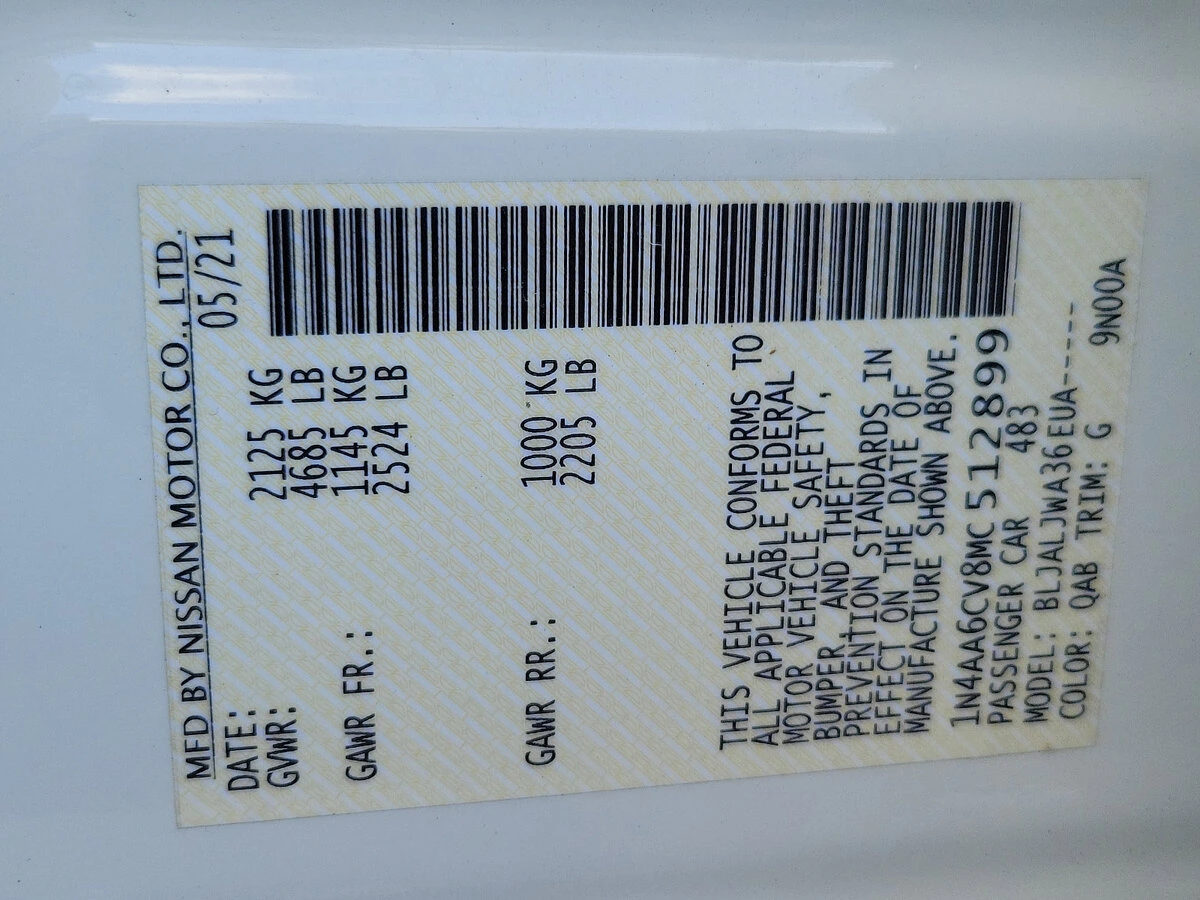 MFD BY NISSAN MOTOR CO., LTD.
DATE: 05/21
GVWR: 2125 KG
4685 LB
GAWR FR.: 1145 KG
2524 LB
GAWR RR.: 1000 KG
2205 LB
THIS VEHICLE CONFORMS TO
ALL APPLICABLE FEDERAL
MOTOR VEHICLE SAFETY,
BUMPER, AND THEFT
PREVENTION STANDARDS IN
EFFECT ON THE DATE OF
MANUFACTURE SHOWN ABOVE.
1N4AA6CV8MC512899
PASSENGER CAR 483
MODEL: BLJALJWA36EUA------
COLOR: QAB TRIM: G 9N00A